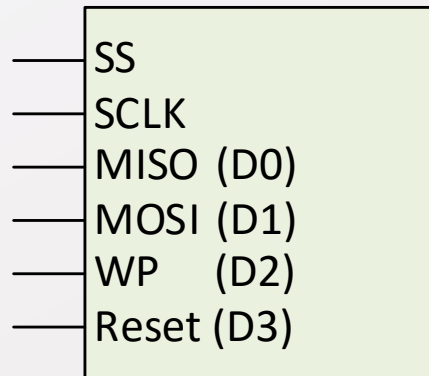 SS
SCLK
MISO (D0)
MOSI (D1)
WP (D2)
Reset (D3)